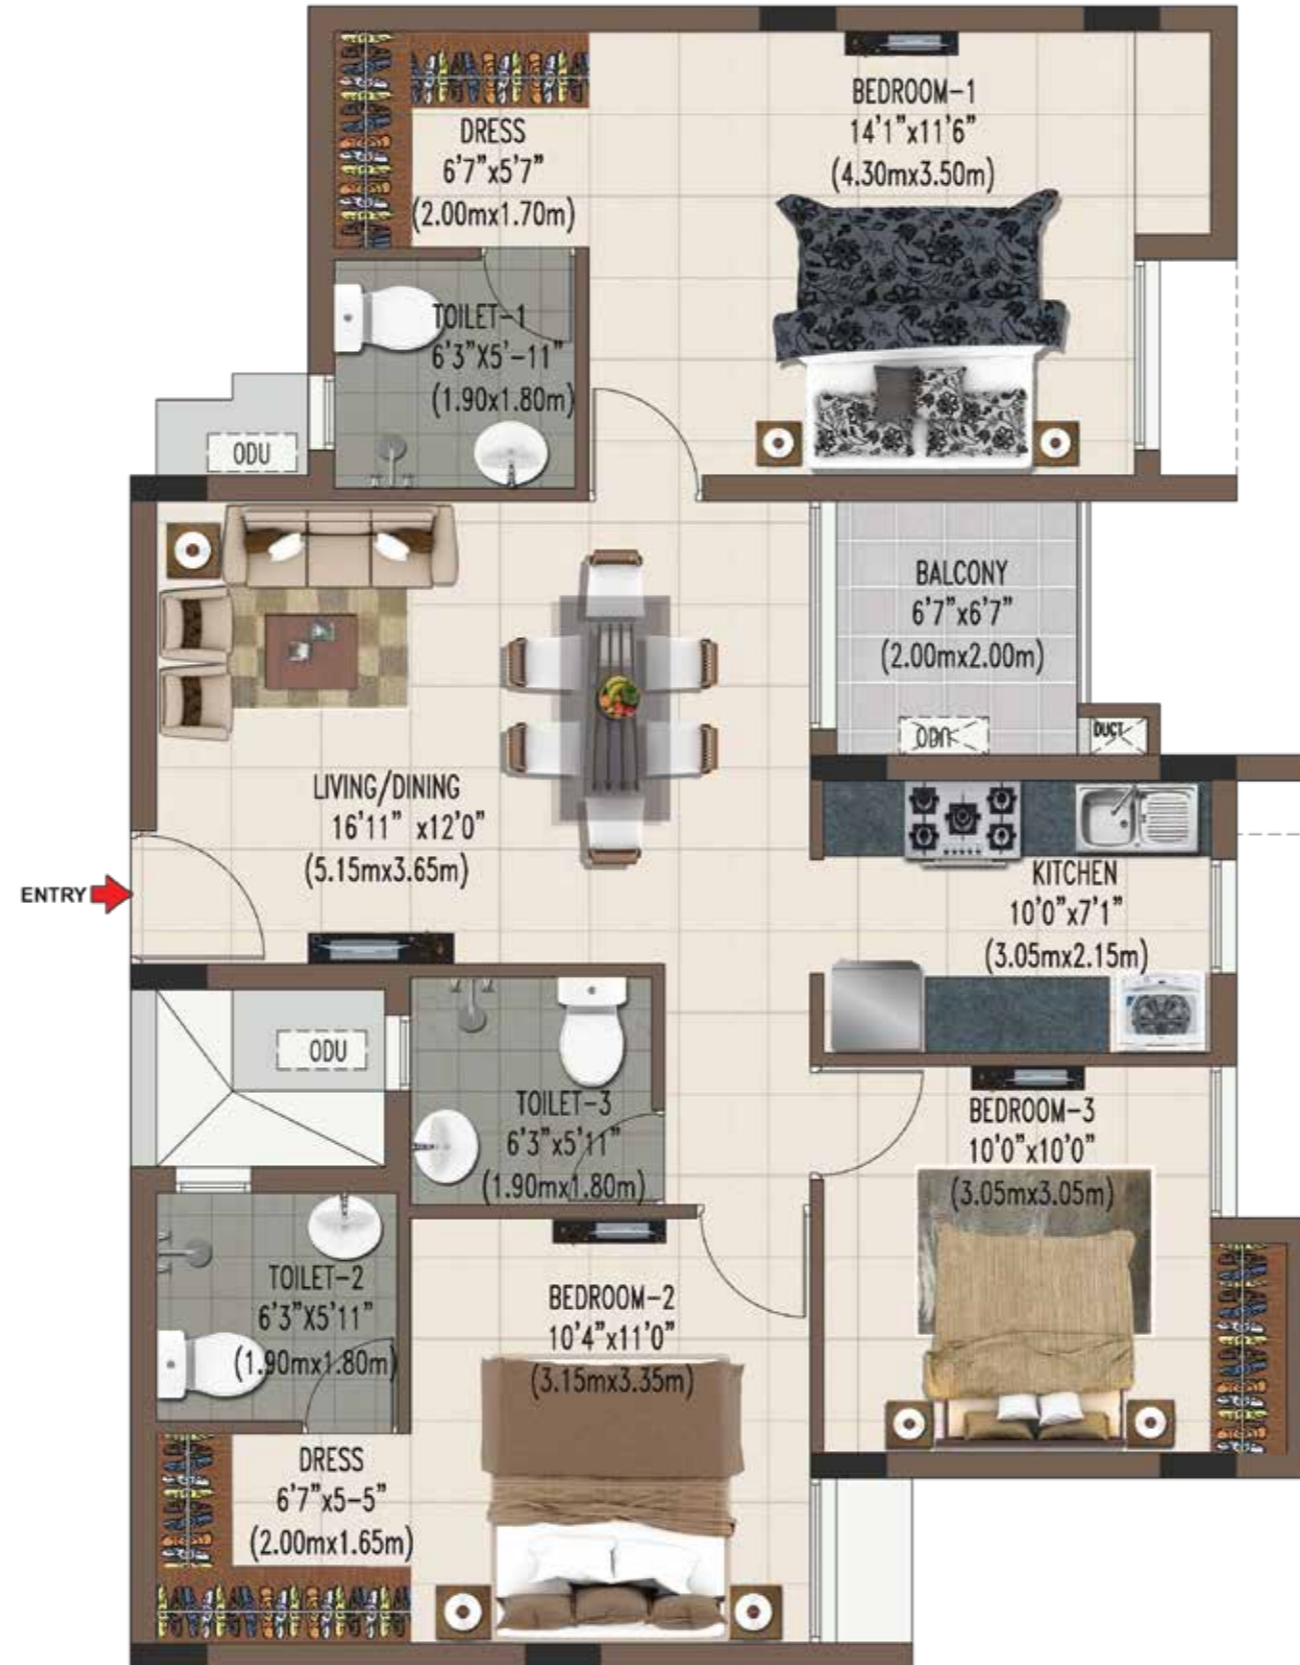 BEDROOM-1
14'1"x11'6"
(4.30mx3.50m)
DRESS
6'7"x5'7"
(2.00mx1.70m)
TOILET-1
6'3"X5'-11"
(1.90x1.80m)
ODU
BALCONY
6'7"x6'7"
(2.00mx2.00m)
ODU
DUCT
LIVING/DINING
16'11" x12'0"
(5.15mx3.65m)
ENTRY
KITCHEN
10'0"x7'1"
(3.05mx2.15m)
ODU
TOILET-3
6'3"x5'11"
(1.90mx1.80m)
BEDROOM-3
10'0"x10'0"
(3.05mx3.05m)
TOILET-2
6'3"X5'11"
(1.90mx1.80m)
BEDROOM-2
10'4"x11'0"
(3.15mx3.35m)
DRESS
6'7"x5-5"
(2.00mx1.65m)